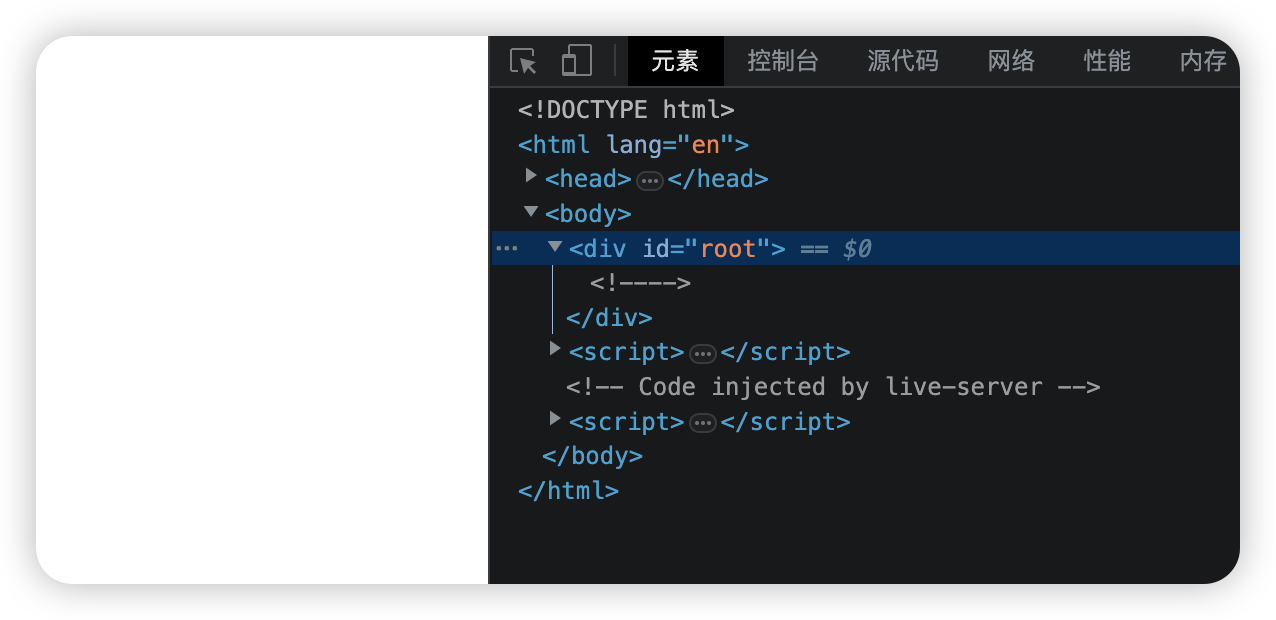 元素 控制台 源代码 网络 性能 内存
<!DOCTYPE html>
<html lang="en">
<head>…</head>
<body>
<div id="root"> == $0
<!---->
</div>
<script>…</script>
<!-- Code injected by live-server -->
<script>…</script>
</body>
</html>